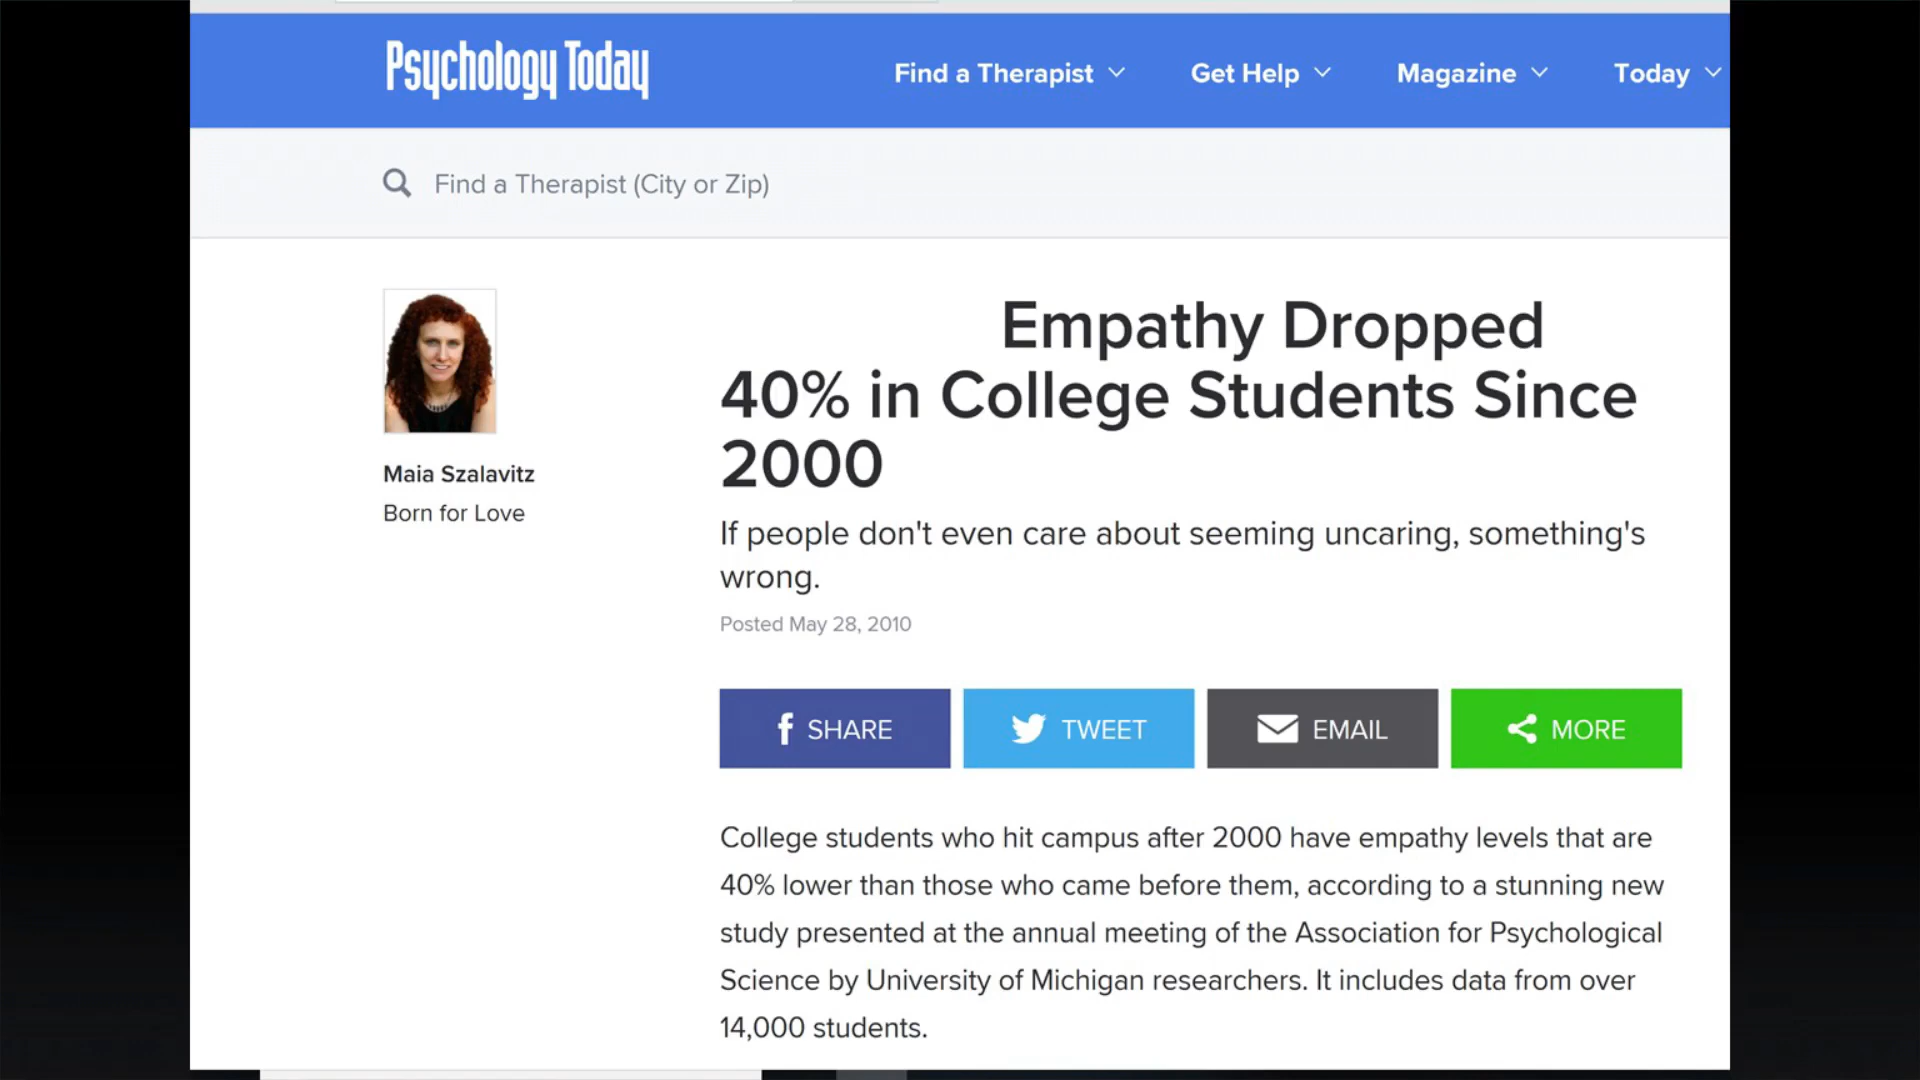 Psychology Today
Find a Therapist
Get Help
Magazine
Today
Find a Therapist (City or Zip)
Maia Szalavitz
Born for Love
Empathy Dropped
40% in College Students Since
2000
If people don't even care about seeming uncaring, something's
wrong.
Posted May 28, 2010
SHARE
TWEET
EMAIL
MORE
College students who hit campus after 2000 have empathy levels that are
40% lower than those who came before them, according to a stunning new
study presented at the annual meeting of the Association for Psychological
Science by University of Michigan researchers. It includes data from over
14,000 students.